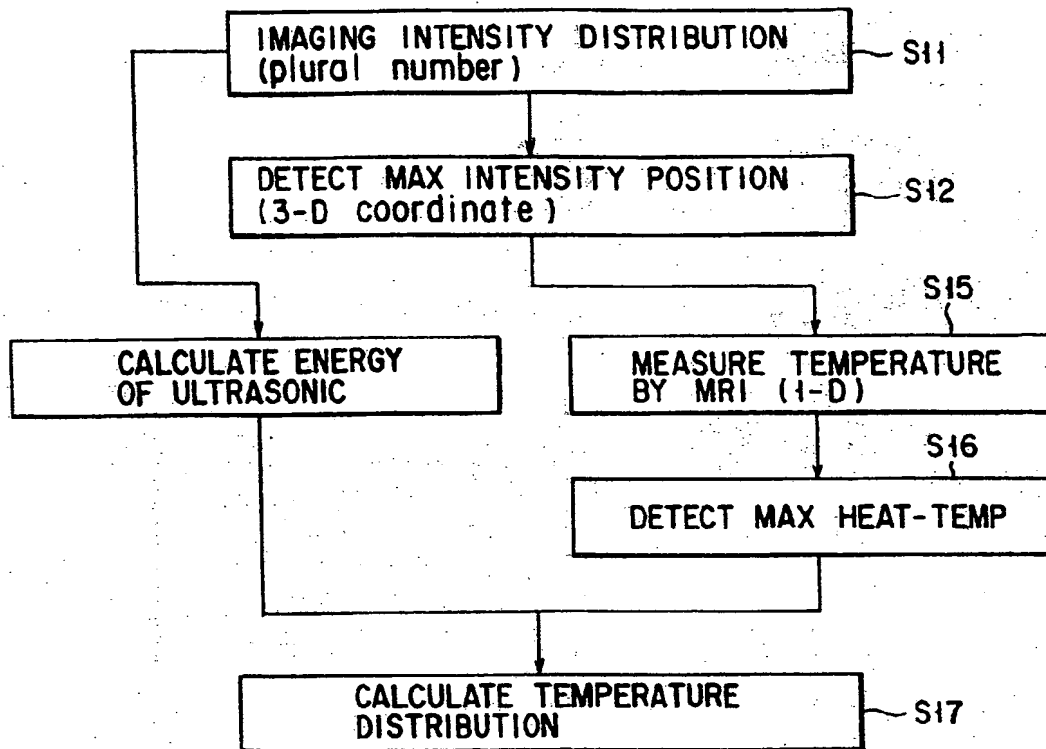 IMAGING INTENSITY DISTRIBUTION
(plural number)
S11
DETECT MAX INTENSITY POSITION
(3-D coordinate)
S12
S15
CALCULATE ENERGY
OF ULTRASONIC
MEASURE TEMPERATURE
BY MRI (1-D)
S16
DETECT MAX HEAT-TEMP
CALCULATE TEMPERATURE
DISTRIBUTION
S17